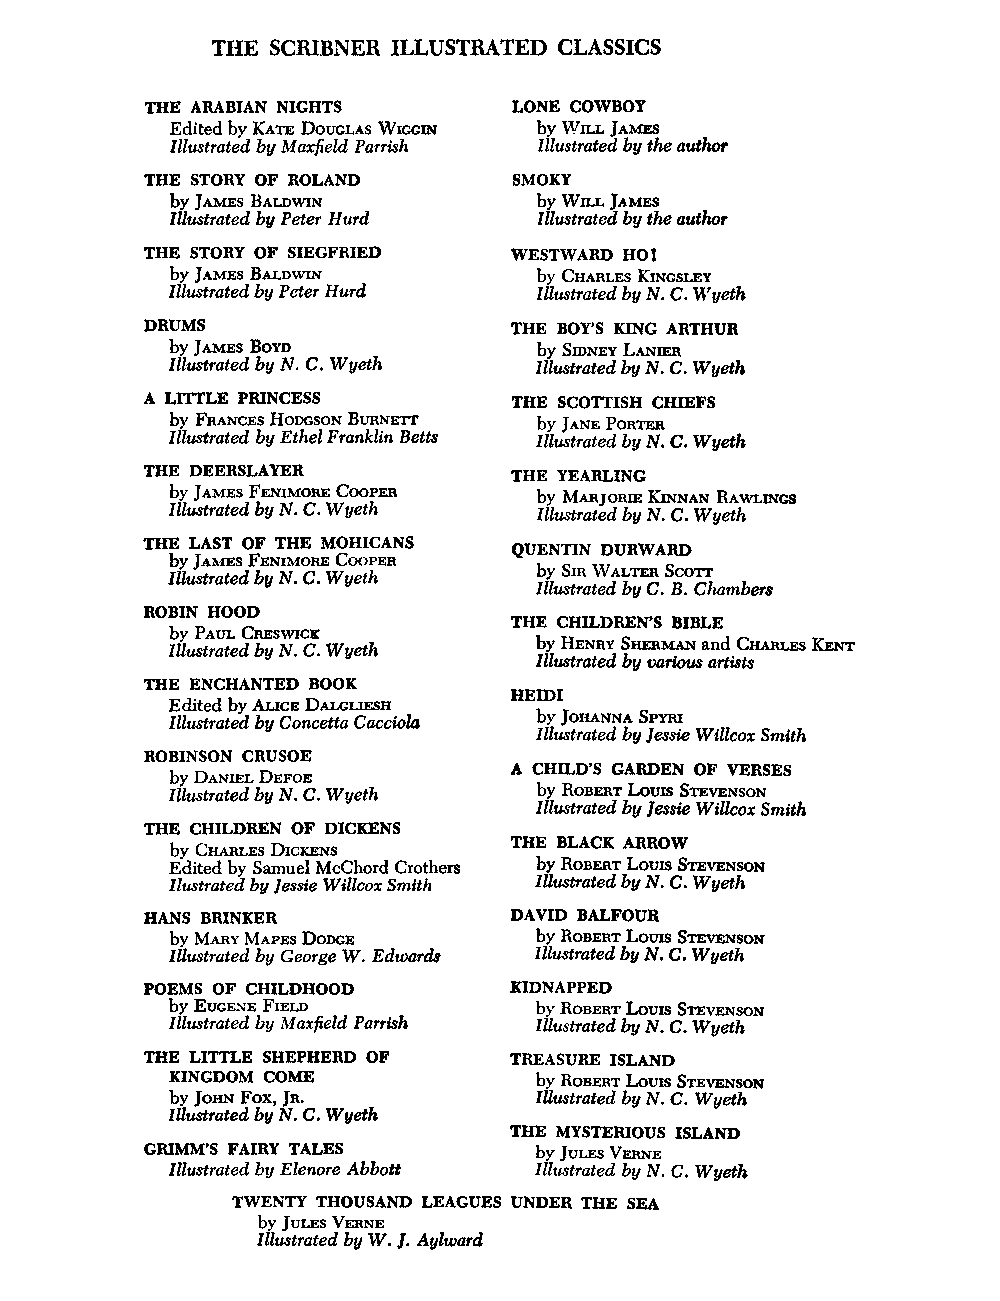 THE SCRIBNER ILLUSTRATED CLASSICS
THE ARABIAN NIGHTS
Edited by KATE DOUGLAS WIGGIN
Illustrated by Maxfield Parrish
THE STORY OF ROLAND
by JAMES BALDWIN
Illustrated by Peter Hurd
THE STORY OF SIEGFRIED
by JAMES BALDWIN
Illustrated by Peter Hurd
DRUMS
by JAMES BOYD
Illustrated by N. C. Wyeth
A LITTLE PRINCESS
by FRANCES HODGSON BURNETT
Illustrated by Ethel Franklin Betts
THE DEERSLAYER
by JAMES FENIMORE COOPER
Illustrated by N. C. Wyeth
THE LAST OF THE MOHICANS
by JAMES FENIMORE COOPER
Illustrated by N. C. Wyeth
ROBIN HOOD
by PAUL CRESWICK
Illustrated by N. C. Wyeth
THE ENCHANTED BOOK
Edited by ALICE DALGLIESH
Illustrated by Concetta Cacciola
ROBINSON CRUSOE
by DANIEL DEFOE
Illustrated by N. C. Wyeth
THE CHILDREN OF DICKENS
by CHARLES DICKENS
Edited by Samuel McChord Crothers
Ilustrated by Jessie Willcox Smith
HANS BRINKER
by MARY MAPES DODGE
Illustrated by George W. Edwards
POEMS OF CHILDHOOD
by EUGENE FIELD
Illustrated by Maxfield Parrish
THE LITTLE SHEPHERD OF
KINGDOM COME
by JOHN FOX, JR.
Illustrated by N. C. Wyeth
GRIMM'S FAIRY TALES
Illustrated by Elenore Abbott
LONE COWBOY
by WILL JAMES
Illustrated by the author
SMOKY
by WILL JAMES
Illustrated by the author
WESTWARD HO!
by CHARLES KINGSLEY
Illustrated by N. C. Wyeth
THE BOY'S KING ARTHUR
by SIDNEY LANIER
Illustrated by N. C. Wyeth
THE SCOTTISH CHIEFS
by JANE PORTER
Illustrated by N. C. Wyeth
THE YEARLING
by MARJORIE KINNAN RAWLINGS
Illustrated by N. C. Wyeth
QUENTIN DURWARD
by SIR WALTER SCOTT
Illustrated by C. B. Chambers
THE CHILDREN'S BIBLE
by HENRY SHERMAN and CHARLES KENT
Illustrated by various artists
HEIDI
by JOHANNA SPYRI
Illustrated by Jessie Willcox Smith
A CHILD'S GARDEN OF VERSES
by ROBERT LOUIS STEVENSON
Illustrated by Jessie Willcox Smith
THE BLACK ARROW
by ROBERT LOUIS STEVENSON
Illustrated by N. C. Wyeth
DAVID BALFOUR
by ROBERT LOUIS STEVENSON
Illustrated by N. C. Wyeth
KIDNAPPED
by ROBERT LOUIS STEVENSON
Illustrated by N. C. Wyeth
TREASURE ISLAND
by ROBERT LOUIS STEVENSON
Illustrated by N. C. Wyeth
THE MYSTERIOUS ISLAND
by JULES VERNE
Illustrated by N. C. Wyeth
TWENTY THOUSAND LEAGUES UNDER THE SEA
by JULES VERNE
Illustrated by W. J. Aylward